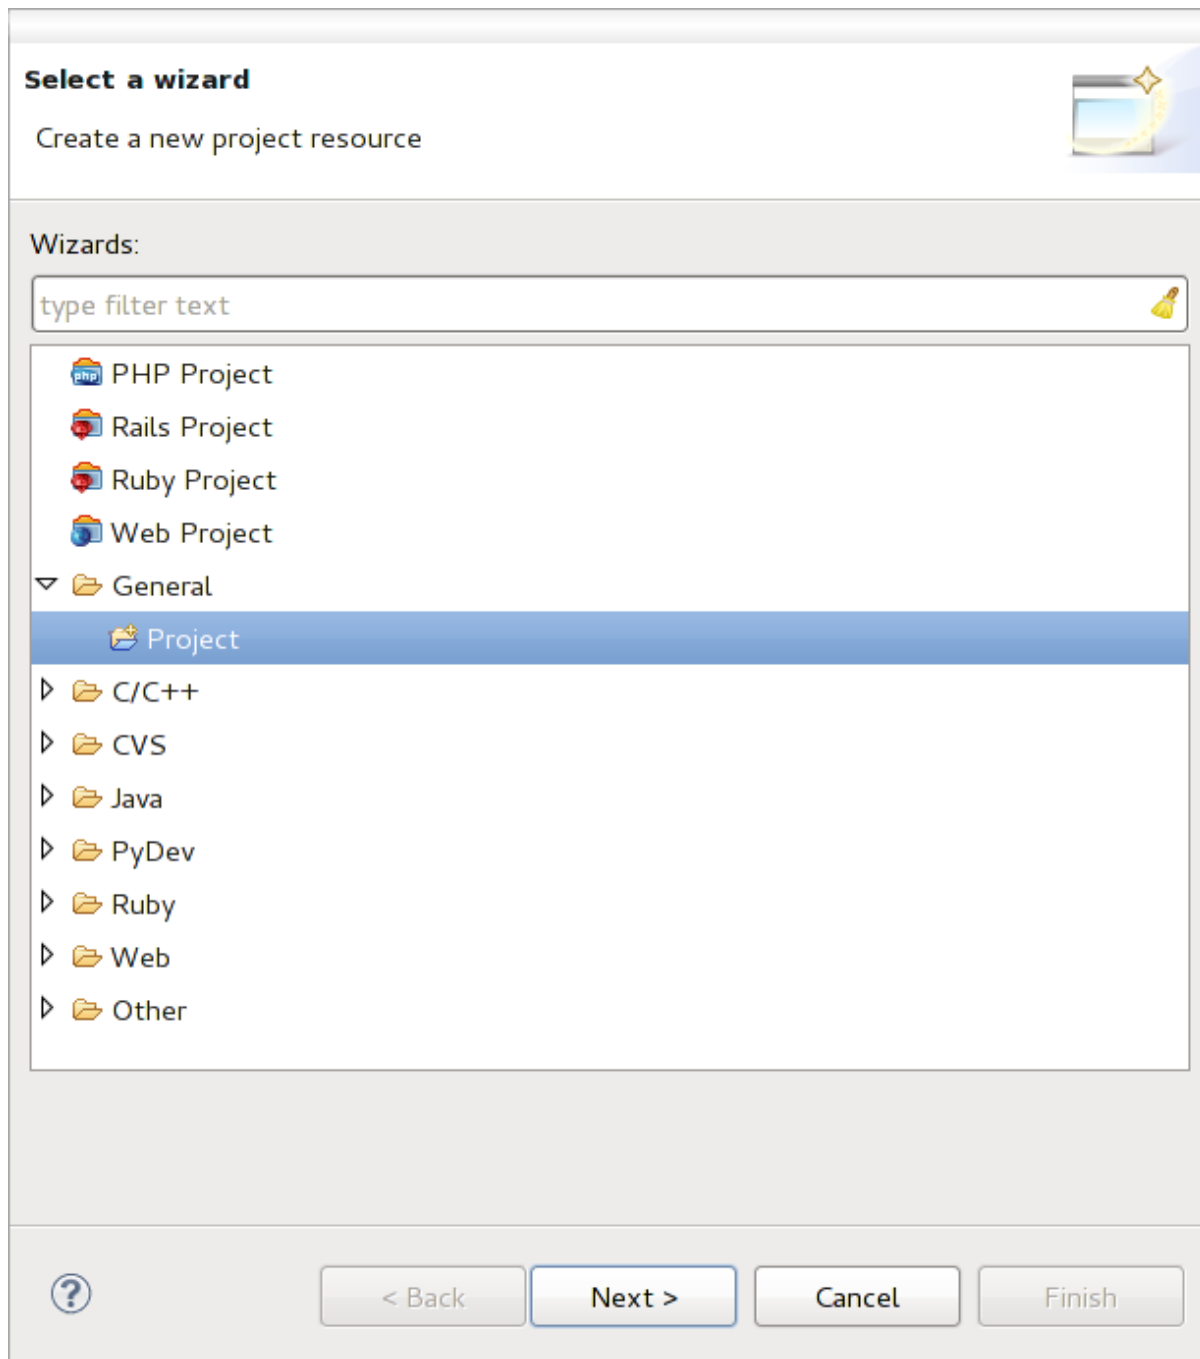 Select a wizard
Create a new project resource
Wizards:
type filter text
php PHP Project
Rails Project
Ruby Project
Web Project
General
Project
C/C++
CVS
Java
PyDev
Ruby
Web
Other
? < Back Next > Cancel Finish